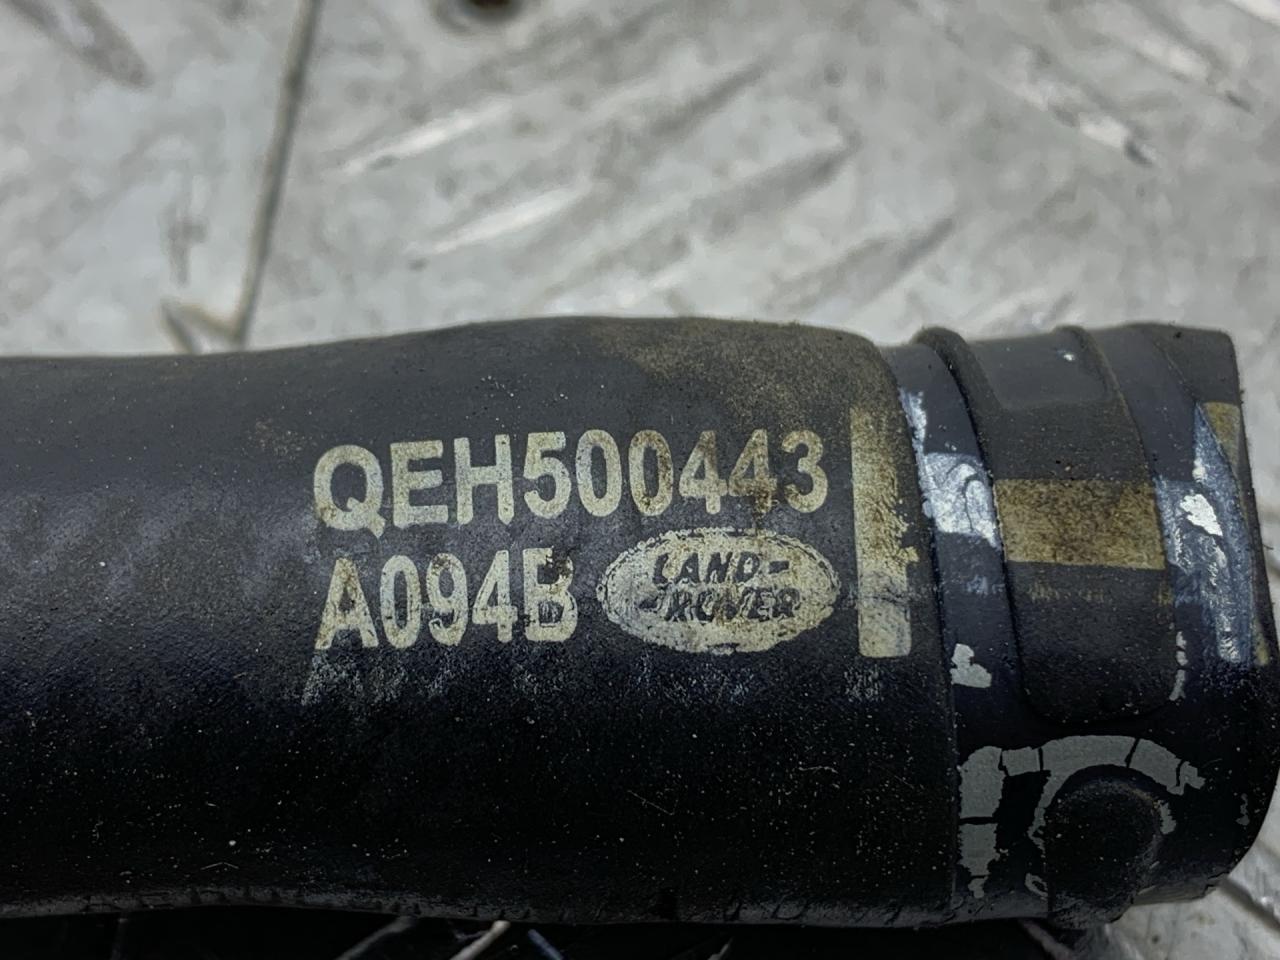 QEH500443
A094B
LAND-
-ROVER